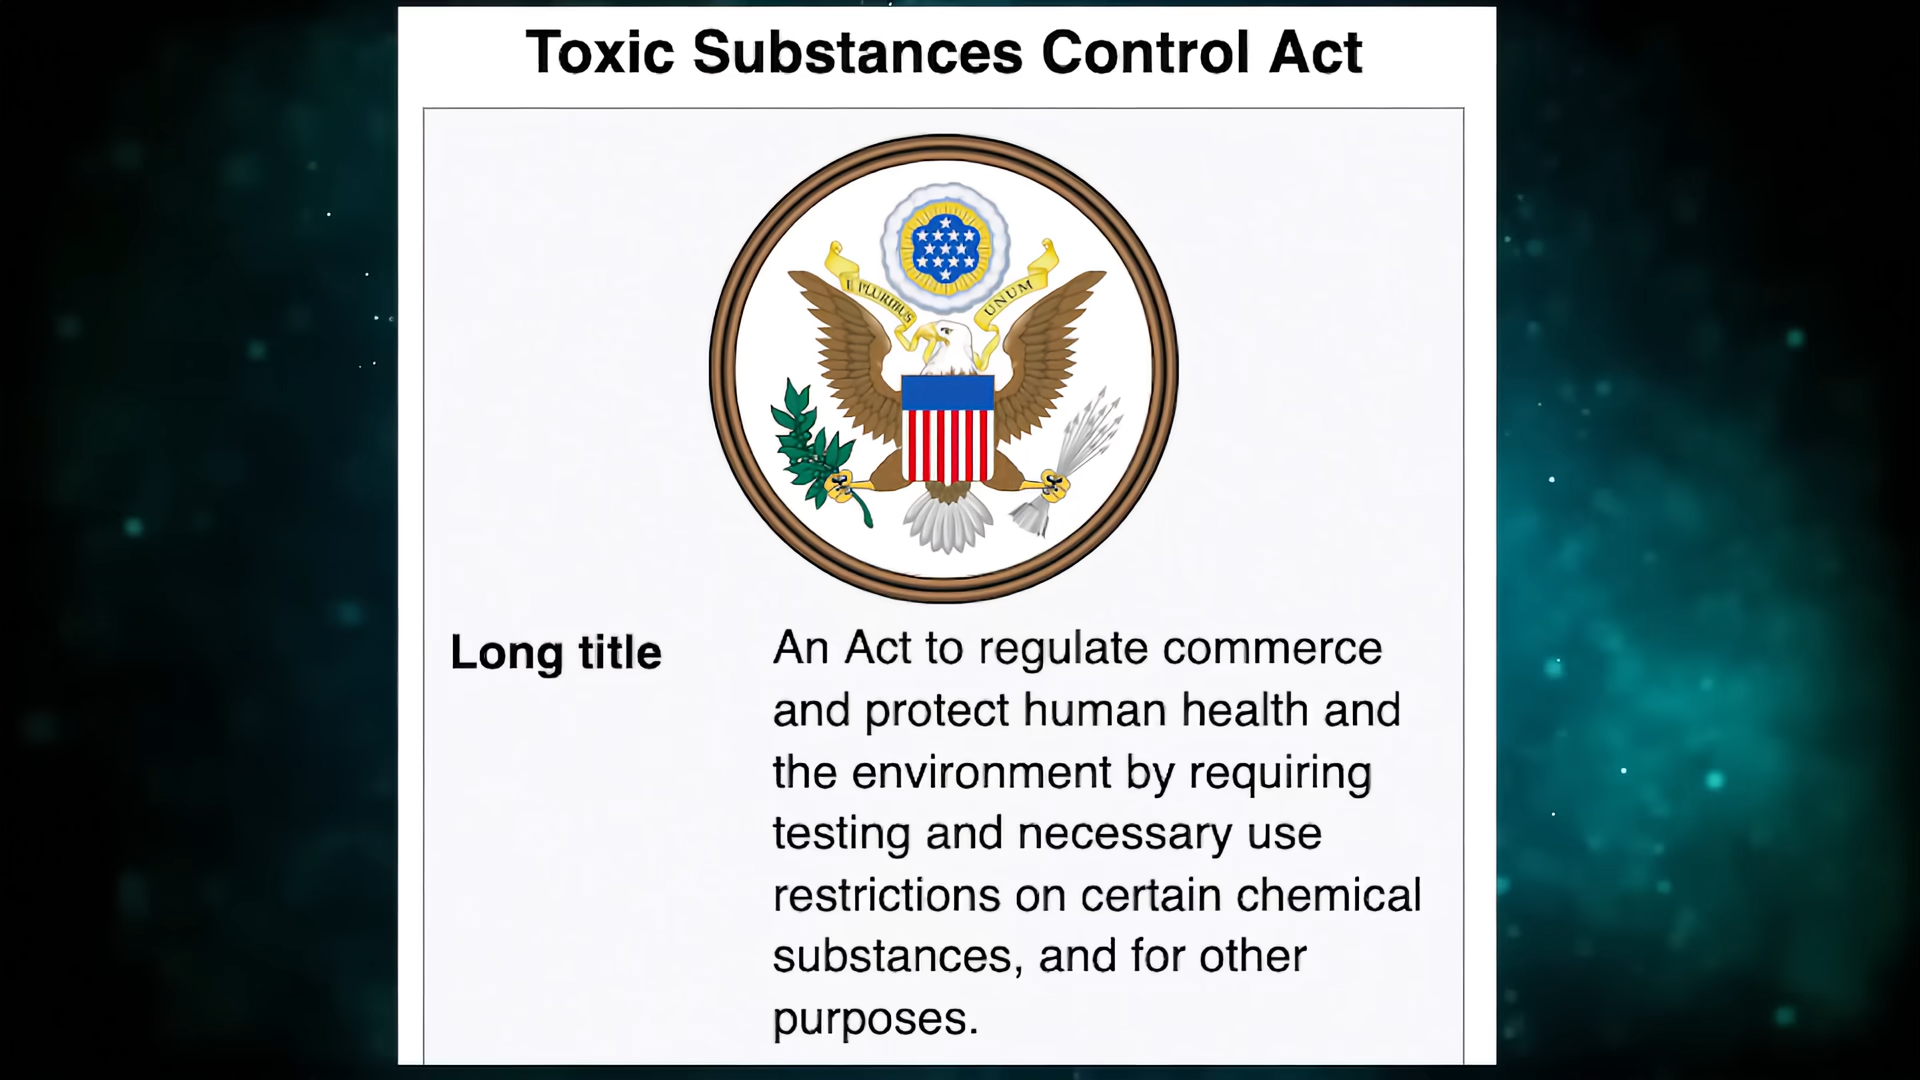 Toxic Substances Control Act
E PLURIBUS
UNUM
Long title
An Act to regulate commerce
and protect human health and
the environment by requiring
testing and necessary use
restrictions on certain chemical
substances, and for other
purposes.